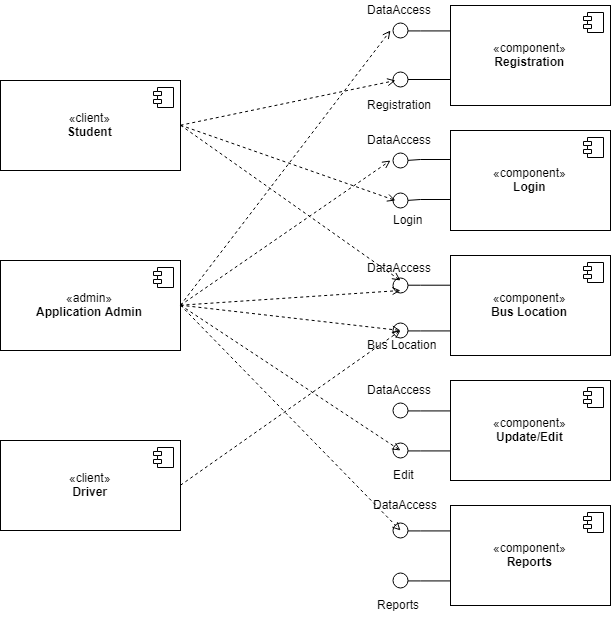 DataAccess
«component»
Registration
Registration
«client»
Student
DataAccess
«component»
Login
Login
DataAccess
«admin»
Application Admin
«component»
Bus Location
Bus Location
DataAccess
«component»
Update/Edit
Edit
«client»
Driver
DataAccess
«component»
Reports
Reports